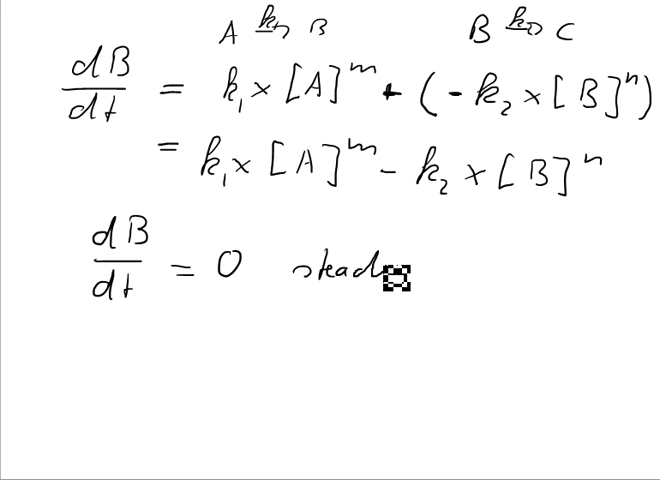 A k₁→ B B k₂→ C
dB/dt = k₁ × [A]^m + (- k₂ × [B]^n)
= k₁ × [A]^m - k₂ × [B]^n
dB/dt = 0 stead